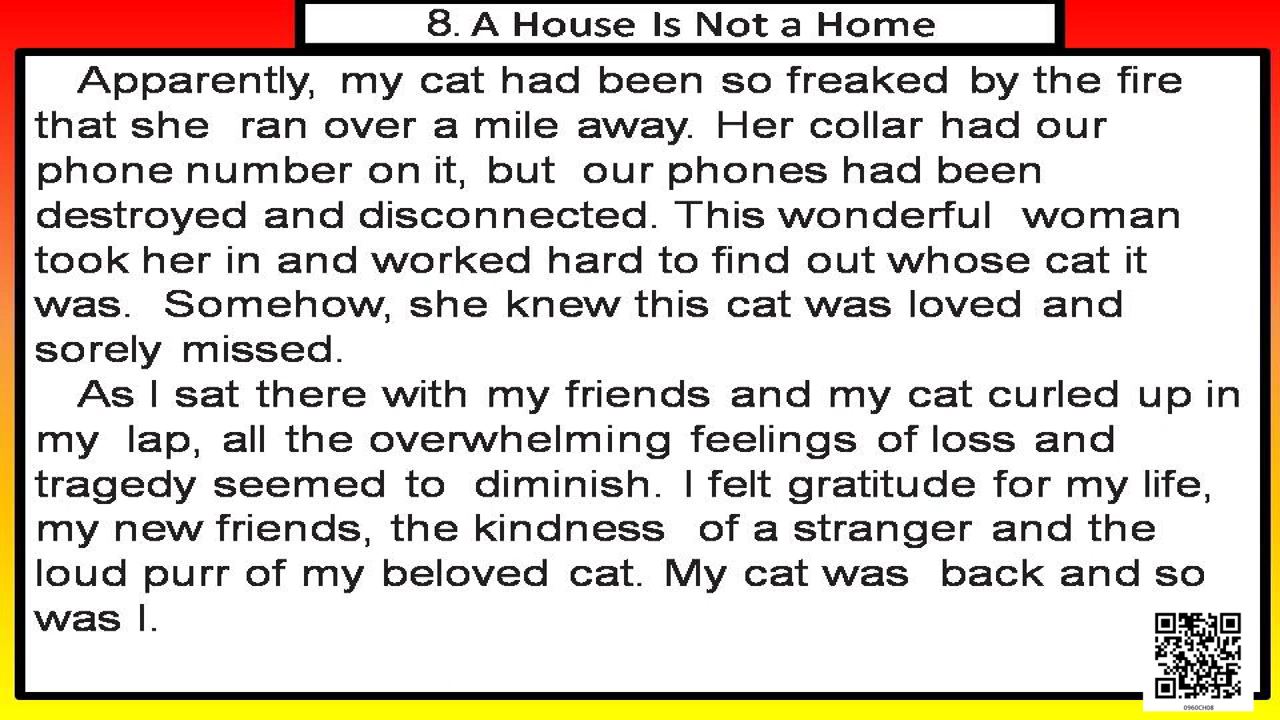 8. A House Is Not a Home
Apparently, my cat had been so freaked by the fire
that she ran over a mile away. Her collar had our
phone number on it, but our phones had been
destroyed and disconnected. This wonderful woman
took her in and worked hard to find out whose cat it
was. Somehow, she knew this cat was loved and
sorely missed.
As I sat there with my friends and my cat curled up in
my lap, all the overwhelming feelings of loss and
tragedy seemed to diminish. I felt gratitude for my life,
my new friends, the kindness of a stranger and the
loud purr of my beloved cat. My cat was back and so
was I.
0960CH08